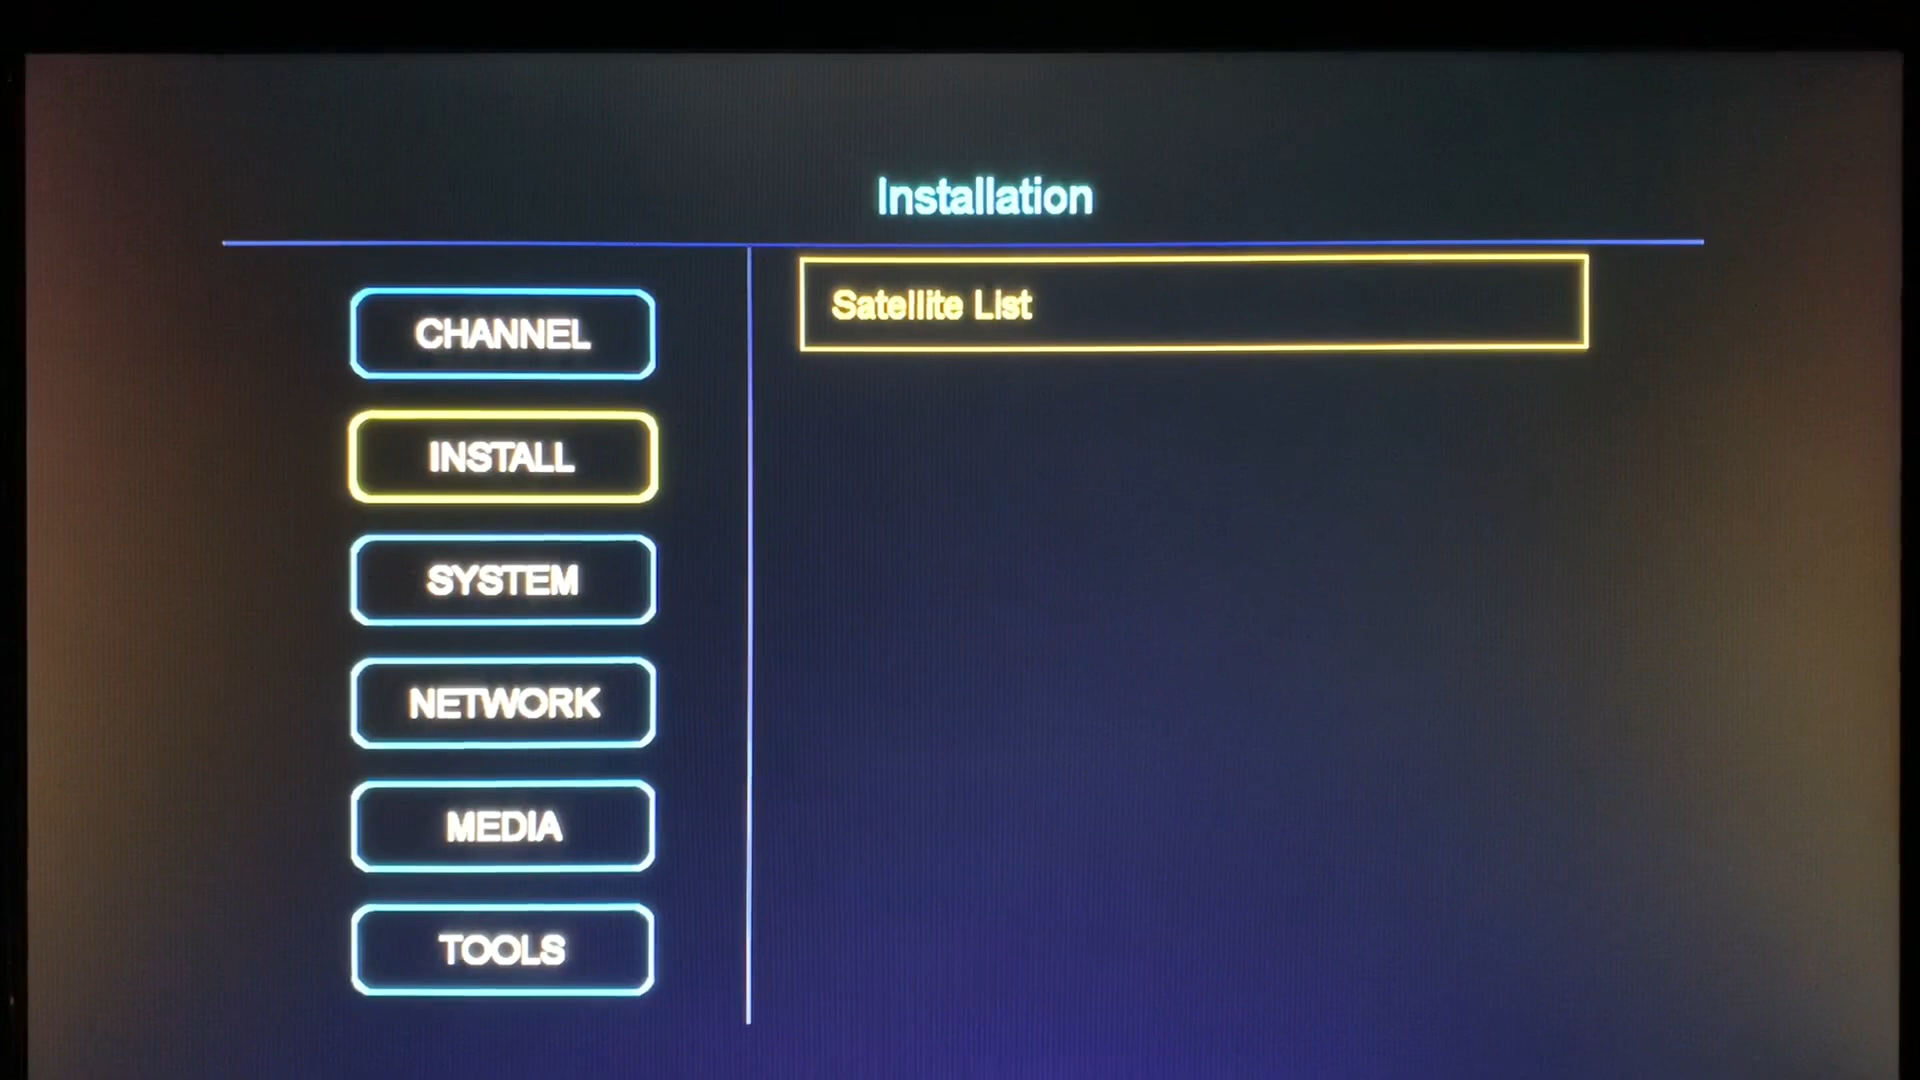 Installation
CHANNEL
INSTALL
SYSTEM
NETWORK
MEDIA
TOOLS
Satellite List